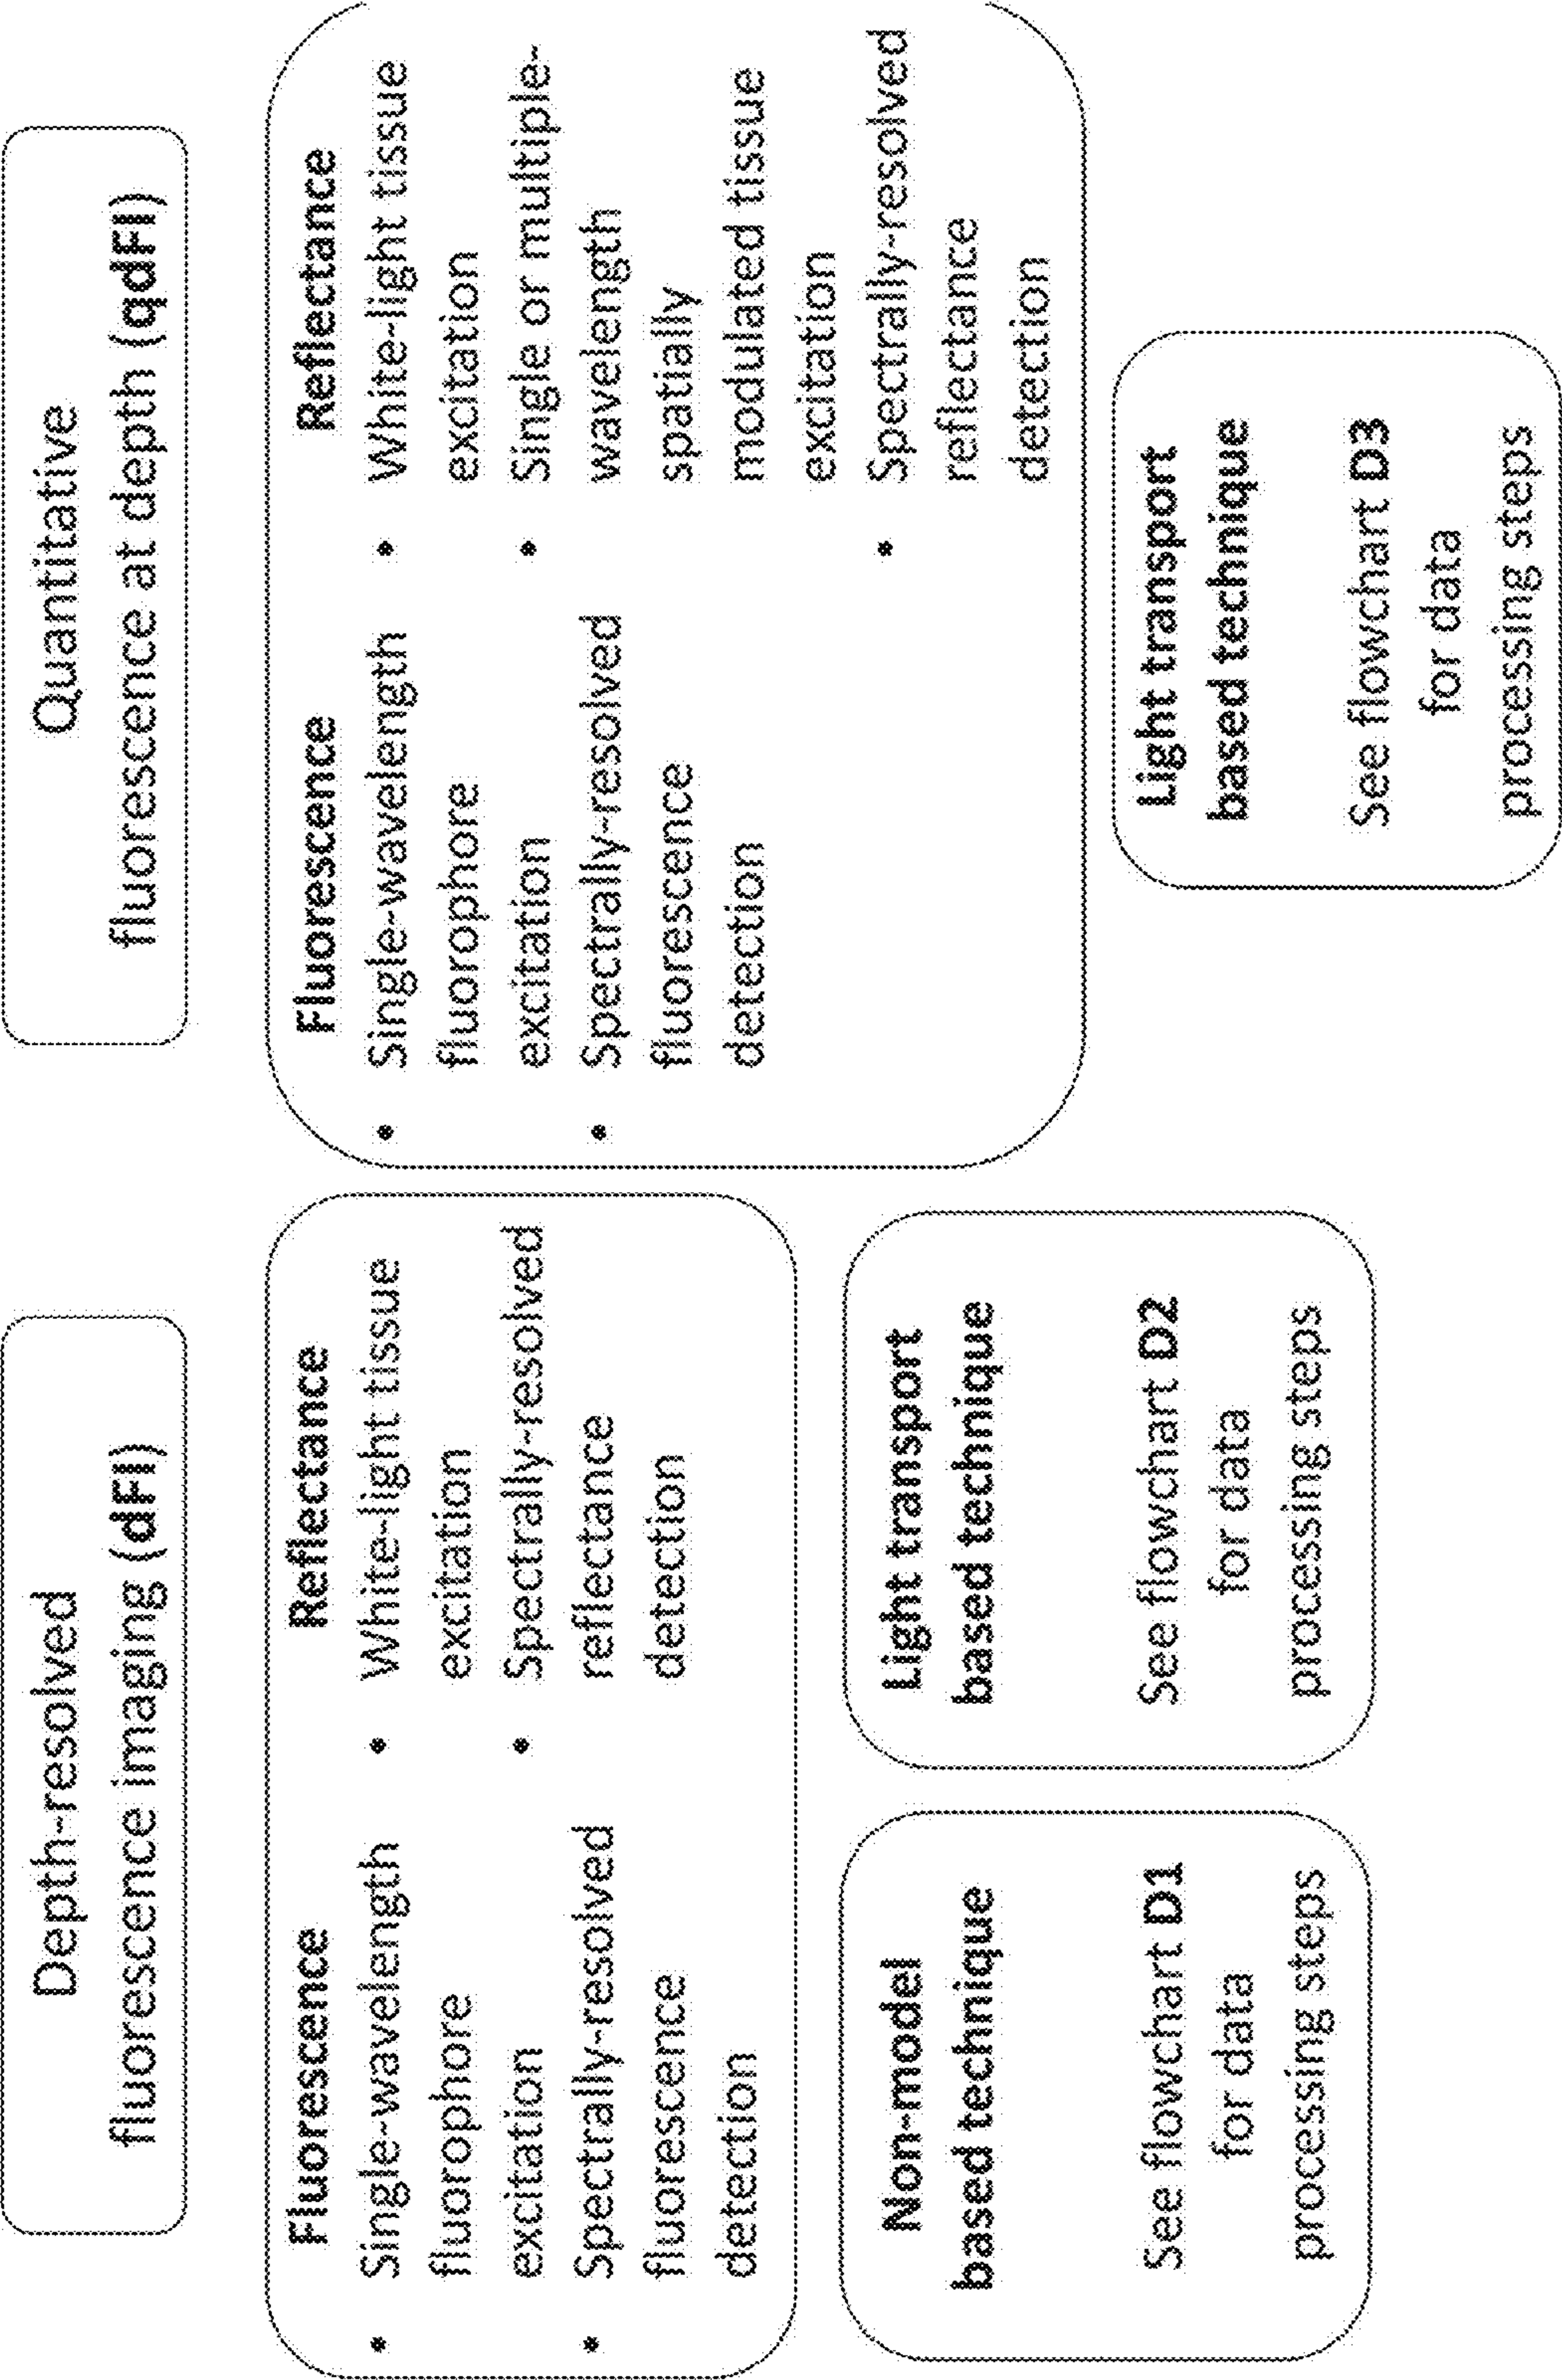 Depth-resolved
fluorescence imaging (dFI)
Fluorescence
• Single-wavelength
fluorophore
excitation
• Spectrally-resolved
fluorescence
detection
Reflectance
• White-light tissue
excitation
• Spectrally-resolved
reflectance
detection
Non-model
based technique
See flowchart D1
for data
processing steps
Light transport
based technique
See flowchart D2
for data
processing steps
Quantitative
fluorescence at depth (qdFI)
Fluorescence
• Single-wavelength
fluorophore
excitation
• Spectrally-resolved
fluorescence
detection
Reflectance
• White-light tissue
excitation
• Single or multiple-
wavelength
spatially
modulated tissue
excitation
• Spectrally-resolved
reflectance
detection
Light transport
based technique
See flowchart D3
for data
processing steps